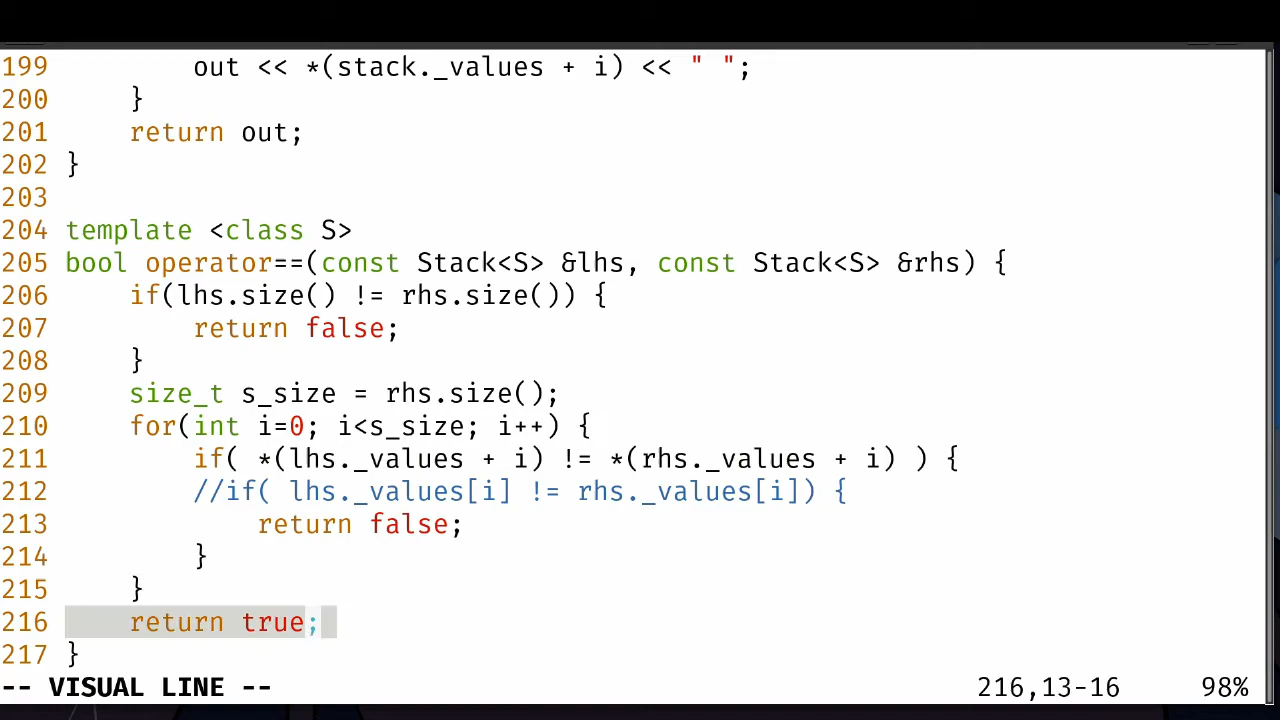 199         out << *(stack._values + i) << " ";
200     }
201     return out;
202 }
203
204 template <class S>
205 bool operator==(const Stack<S> &lhs, const Stack<S> &rhs) {
206     if(lhs.size() != rhs.size()) {
207         return false;
208     }
209     size_t s_size = rhs.size();
210     for(int i=0; i<s_size; i++) {
211         if( *(lhs._values + i) != *(rhs._values + i) ) {
212         //if( lhs._values[i] != rhs._values[i]) {
213             return false;
214         }
215     }
216     return true;
217 }
-- VISUAL LINE -- 216,13-16 98%